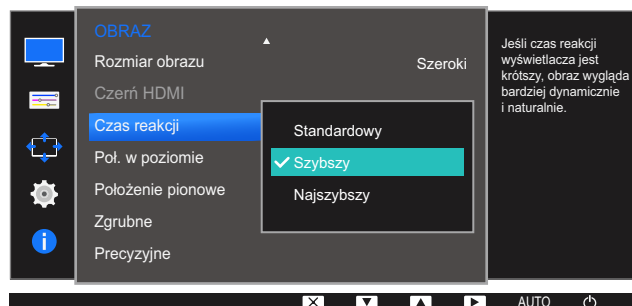 OBRAZ
Rozmiar obrazu Szeroki
Czerń HDMI
Czas reakcji
Standardowy
Poł. w poziomie
Szybszy
Położenie pionowe
Najszybszy
Zgrubne
Precyzyjne
Jeśli czas reakcji
wyświetlacza jest
krótszy, obraz wygląda
bardziej dynamicznie
i naturalnie.
AUTO